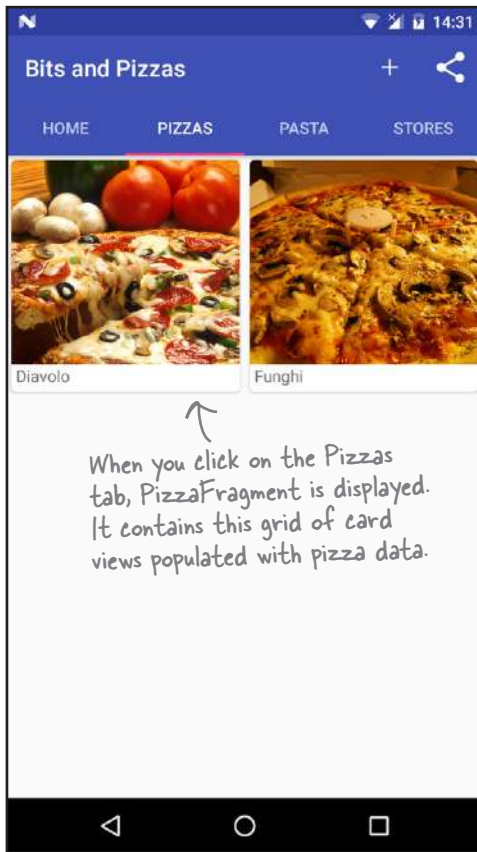 14:31
Bits and Pizzas
HOME PIZZAS PASTA STORES
Diavolo Funghi
When you click on the Pizzas
tab, PizzaFragment is displayed.
It contains this grid of card
views populated with pizza data.